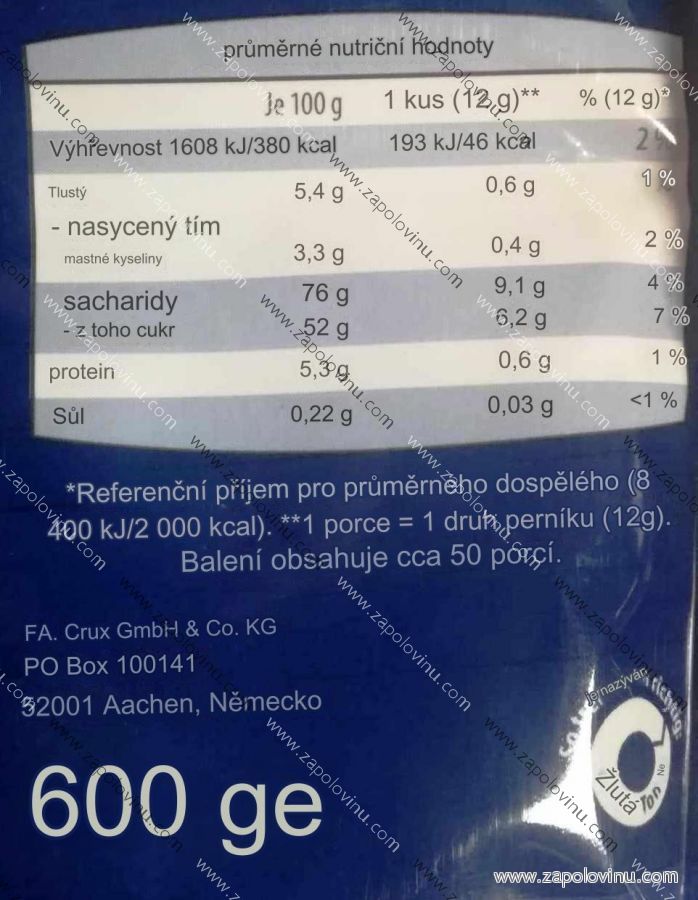 průměrné nutriční hodnoty
Je 100 g 1 kus (12 g)** % (12 g)*
Výhřevnost 1608 kJ/380 kcal 193 kJ/46 kcal 2 %
Tlustý 5,4 g 0,6 g 1 %
- nasycený tím
mastné kyseliny 3,3 g 0,4 g 2 %
sacharidy 76 g 9,1 g 4 %
- z toho cukr 52 g 6,2 g 7 %
protein 5,3 g 0,6 g 1 %
Sůl 0,22 g 0,03 g <1 %
*Referenční příjem pro průměrného dospělého (8
400 kJ/2 000 kcal). **1 porce = 1 druh perníku (12g).
Balení obsahuje cca 50 porcí.
FA. Crux GmbH & Co. KG
PO Box 100141
52001 Aachen, Německo
600 ge
je nazýván
Žlutá
Ton
Ne
www.zapolovinu.com